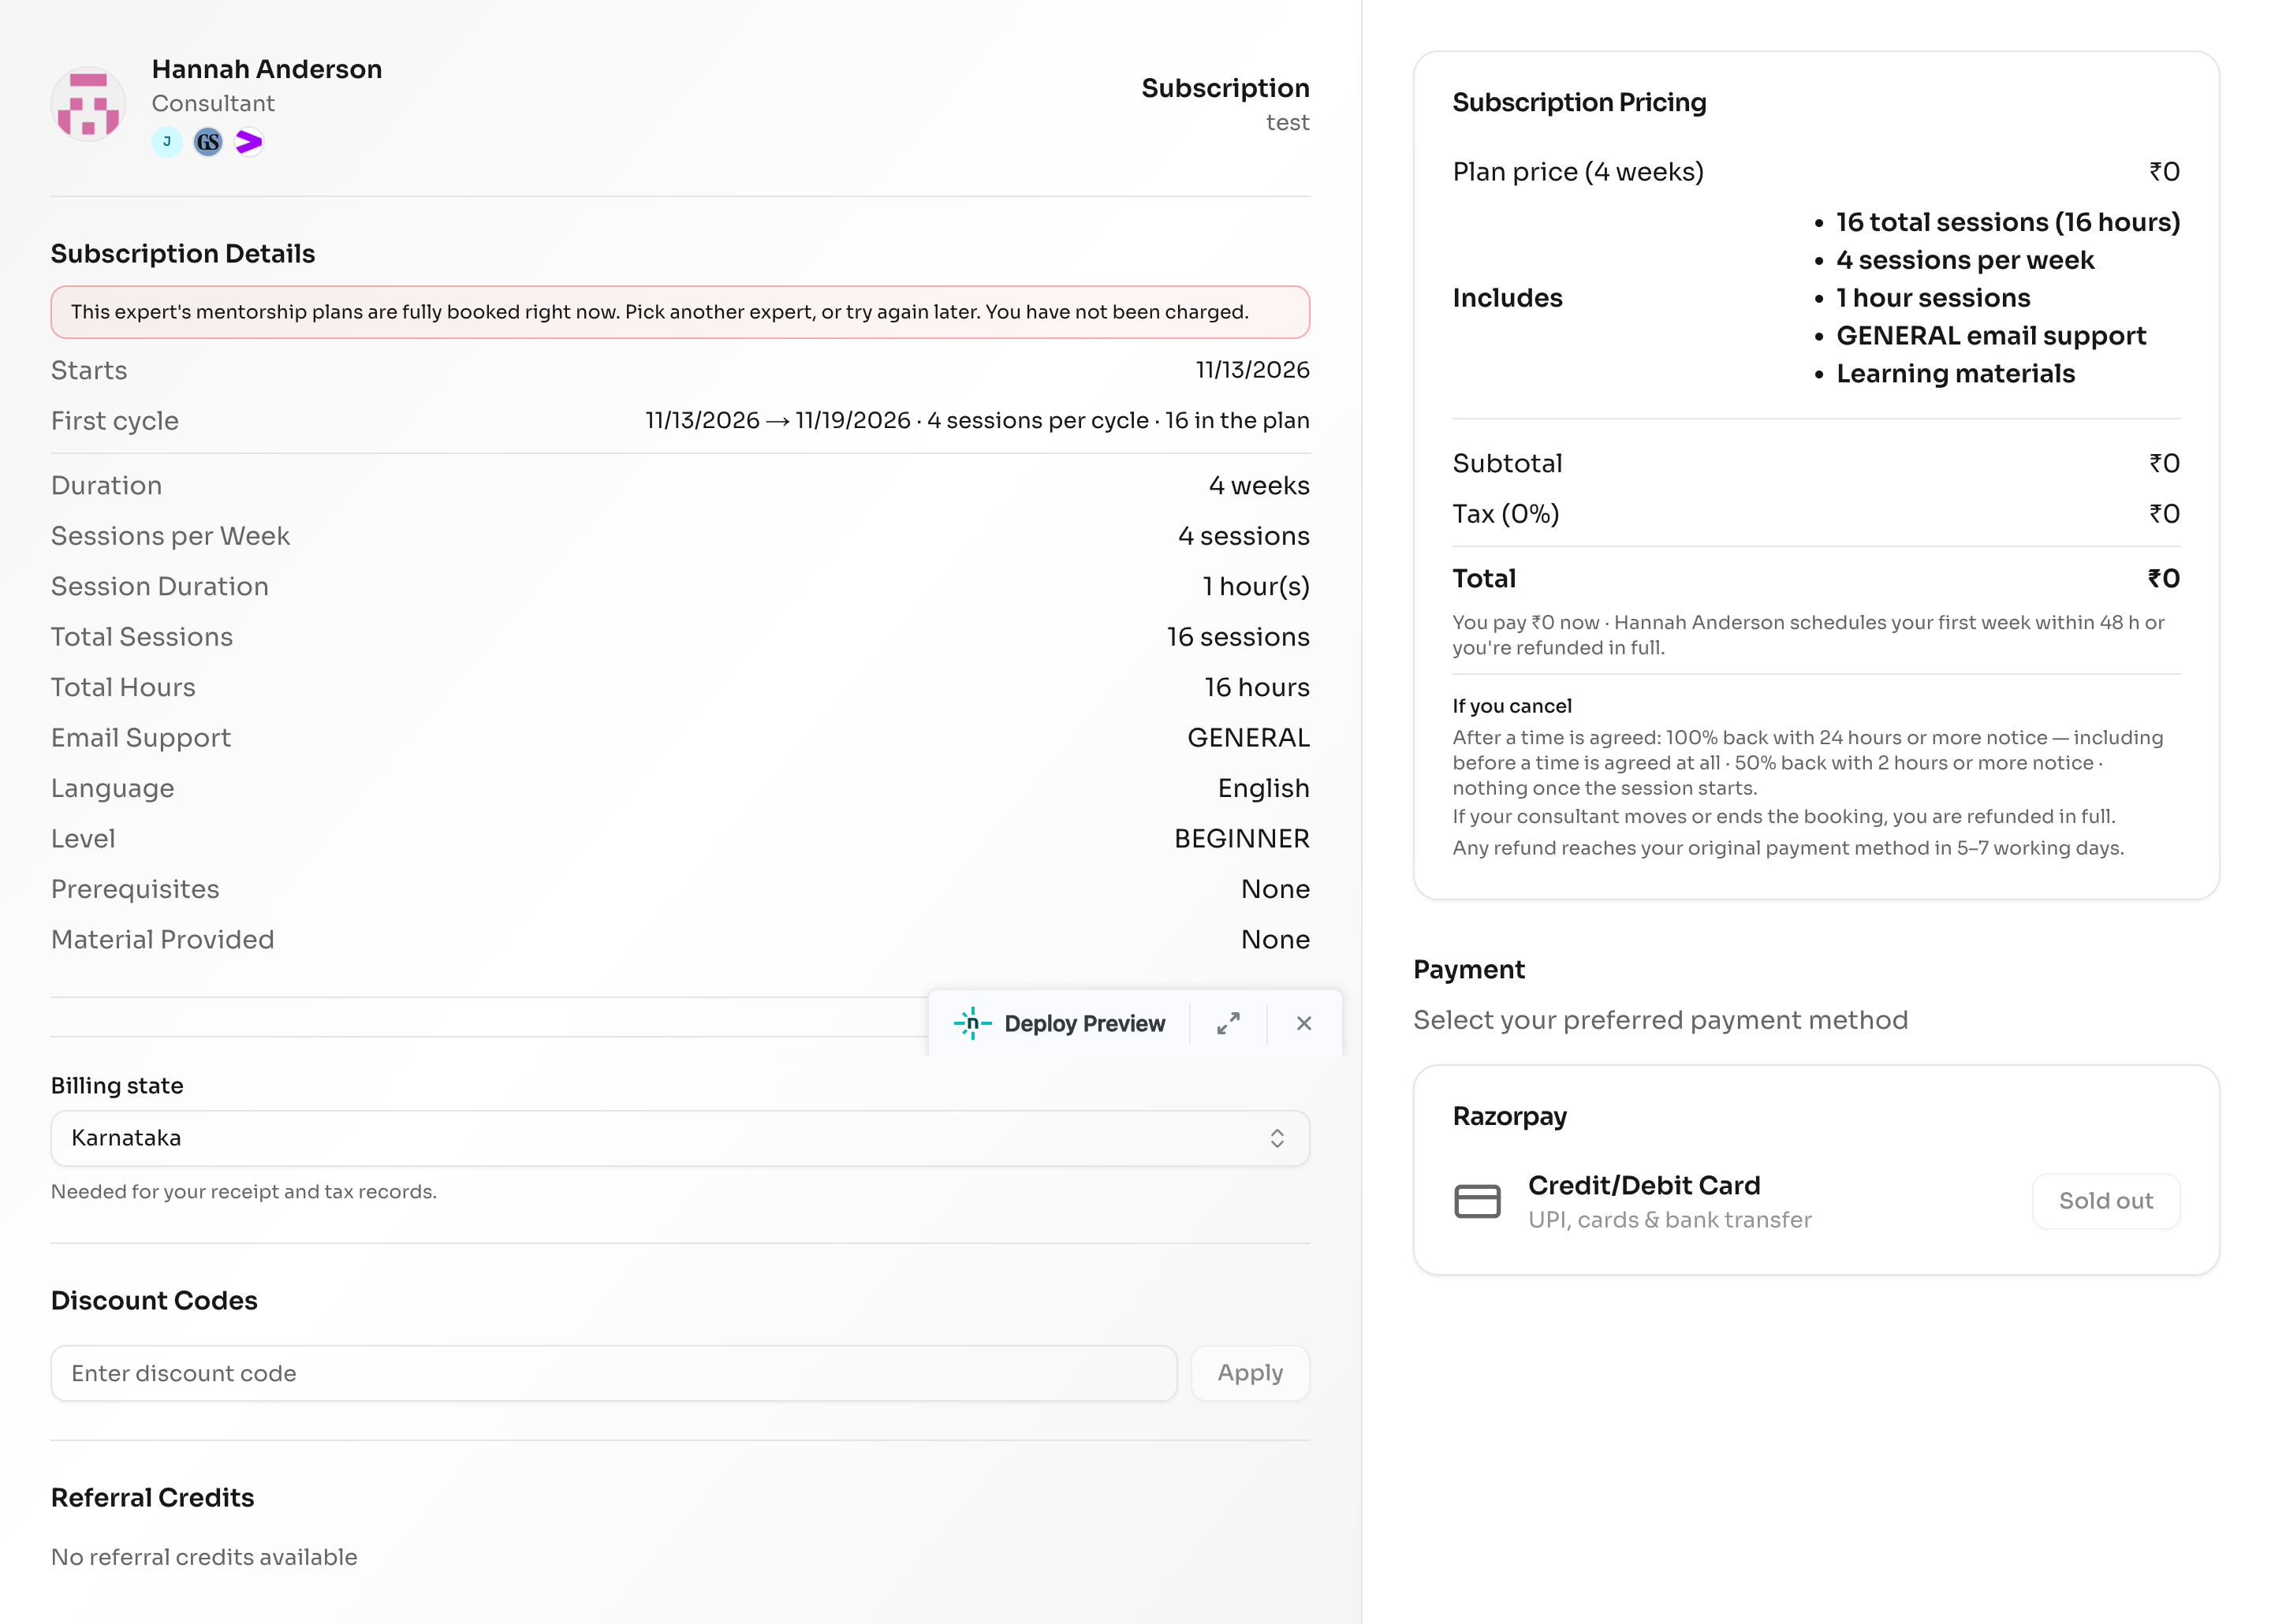 Hannah Anderson
Consultant
J
GS
Subscription
test
Subscription Details
This expert's mentorship plans are fully booked right now. Pick another expert, or try again later. You have not been charged.
Starts 11/13/2026
First cycle 11/13/2026 → 11/19/2026 · 4 sessions per cycle · 16 in the plan
Duration 4 weeks
Sessions per Week 4 sessions
Session Duration 1 hour(s)
Total Sessions 16 sessions
Total Hours 16 hours
Email Support GENERAL
Language English
Level BEGINNER
Prerequisites None
Material Provided None
n Deploy Preview
Billing state
Karnataka
Needed for your receipt and tax records.
Discount Codes
Enter discount code Apply
Referral Credits
No referral credits available
Subscription Pricing
Plan price (4 weeks) ₹0
Includes
• 16 total sessions (16 hours)
• 4 sessions per week
• 1 hour sessions
• GENERAL email support
• Learning materials
Subtotal ₹0
Tax (0%) ₹0
Total ₹0
You pay ₹0 now · Hannah Anderson schedules your first week within 48 h or
you're refunded in full.
If you cancel
After a time is agreed: 100% back with 24 hours or more notice — including
before a time is agreed at all · 50% back with 2 hours or more notice ·
nothing once the session starts.
If your consultant moves or ends the booking, you are refunded in full.
Any refund reaches your original payment method in 5–7 working days.
Payment
Select your preferred payment method
Razorpay
Credit/Debit Card
UPI, cards & bank transfer
Sold out